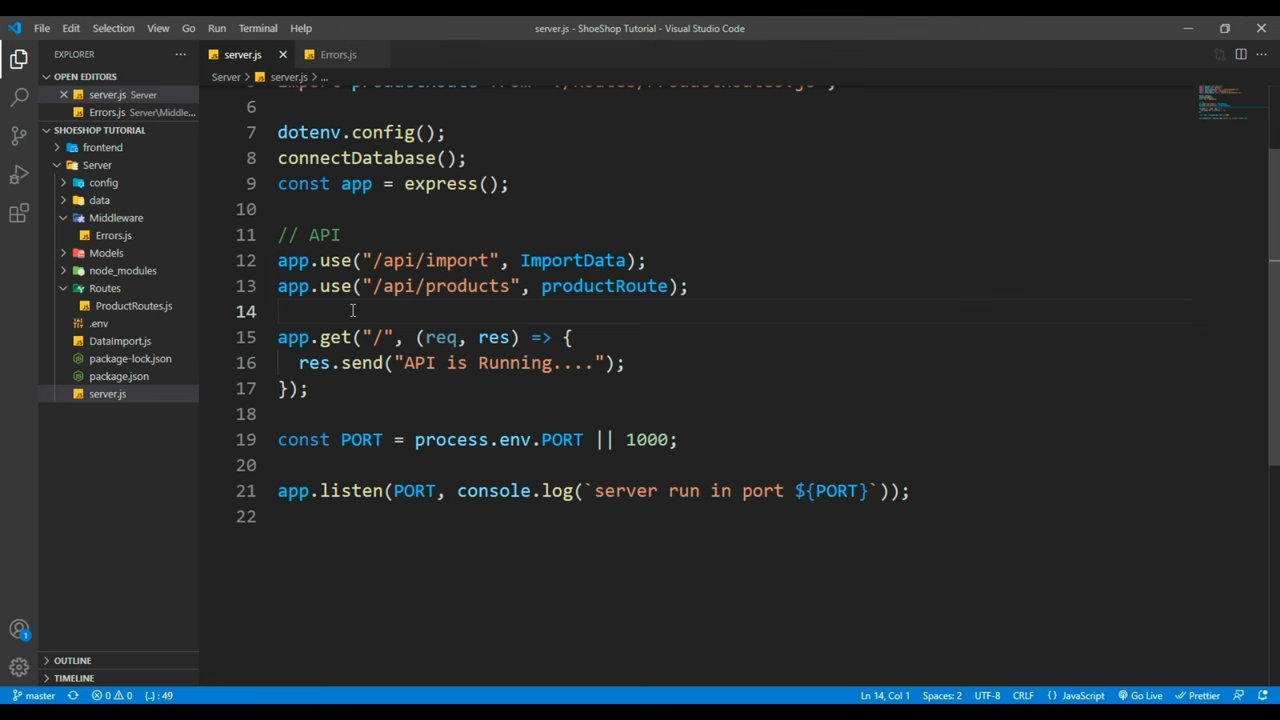 File Edit Selection View Go Run Terminal Help
server.js - ShoeShop Tutorial - Visual Studio Code
EXPLORER
OPEN EDITORS
server.js Server
Errors.js Server\Middle...
SHOESHOP TUTORIAL
frontend
Server
config
data
Middleware
Errors.js
Models
node_modules
Routes
ProductRoutes.js
.env
DataImport.js
package-lock.json
package.json
server.js
OUTLINE
TIMELINE
server.js
Errors.js
Server > server.js > ...
6
7 dotenv.config();
8 connectDatabase();
9 const app = express();
10
11 // API
12 app.use("/api/import", ImportData);
13 app.use("/api/products", productRoute);
14
15 app.get("/", (req, res) => {
16 res.send("API is Running....");
17 });
18
19 const PORT = process.env.PORT || 1000;
20
21 app.listen(PORT, console.log(`server run in port ${PORT}`));
22
1
master 0 0 {..} : 49
Ln 14, Col 1 Spaces: 2 UTF-8 CRLF {} JavaScript Go Live Prettier